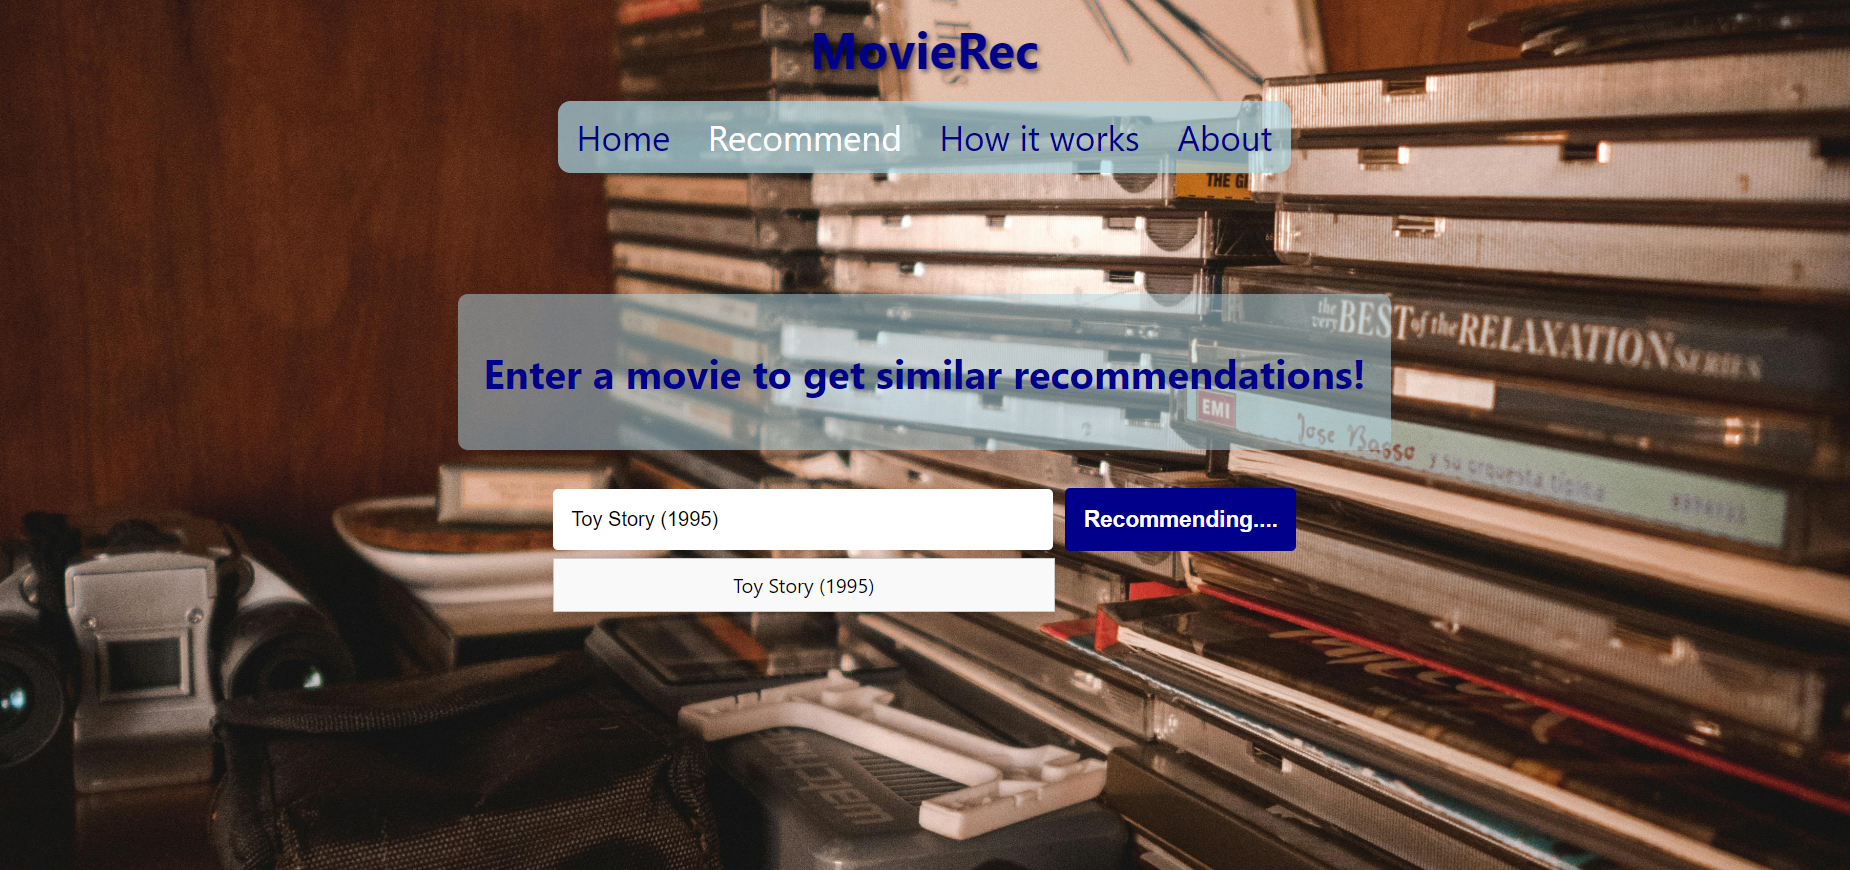 MovieRec
Home Recommend How it works About
THE GI
the very BEST of the RELAXATION SERIES
Enter a movie to get similar recommendations!
EMI
Jose Basso y su orquesta típica
Toy Story (1995)
Recommending....
Toy Story (1995)